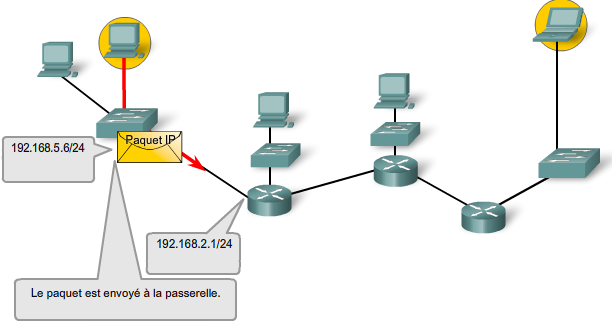 Paquet IP
192.168.5.6/24
192.168.2.1/24
Le paquet est envoyé à la passerelle.